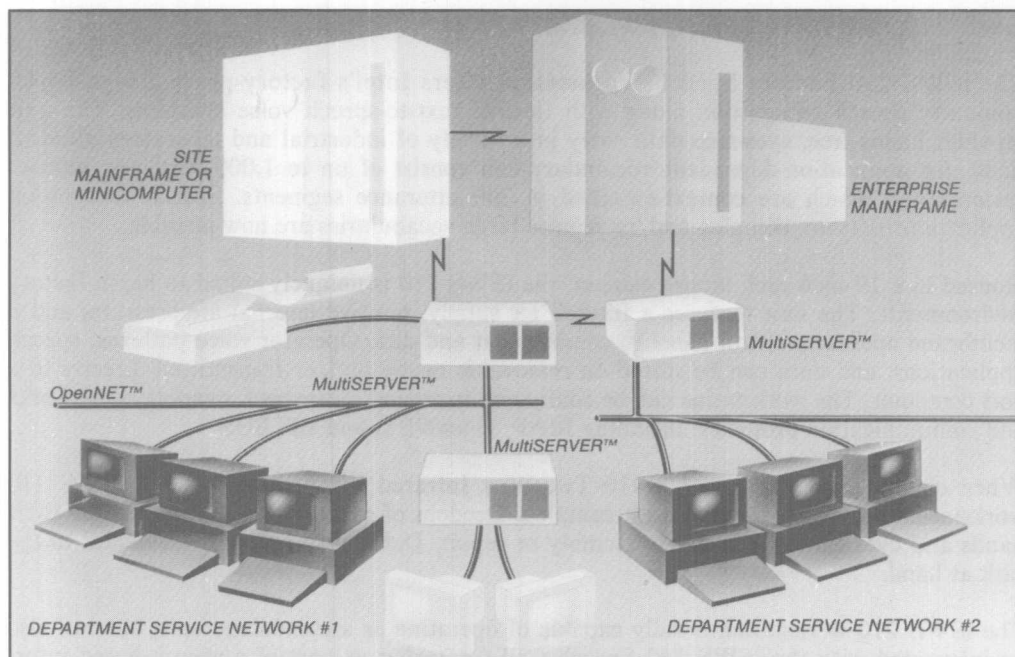 SITE
MAINFRAME OR
MINICOMPUTER
ENTERPRISE
MAINFRAME
MultiSERVER™
OpenNET™
MultiSERVER™
MultiSERVER™
DEPARTMENT SERVICE NETWORK #1
DEPARTMENT SERVICE NETWORK #2